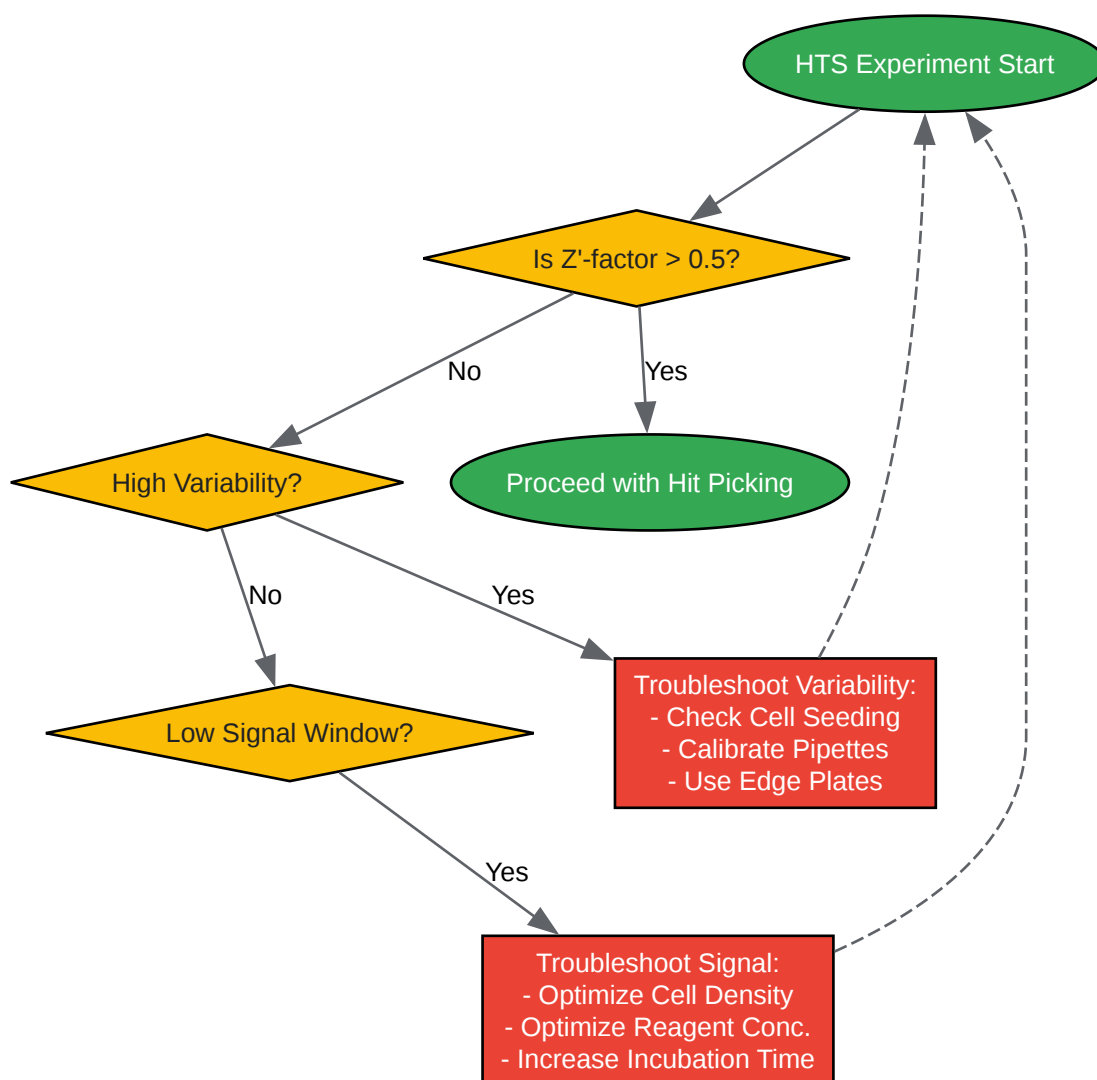 HTS Experiment Start
Is Z'-factor > 0.5?
No
Yes
High Variability?
Proceed with Hit Picking
No
Yes
Troubleshoot Variability:
- Check Cell Seeding
- Calibrate Pipettes
- Use Edge Plates
Low Signal Window?
Yes
Troubleshoot Signal:
- Optimize Cell Density
- Optimize Reagent Conc.
- Increase Incubation Time